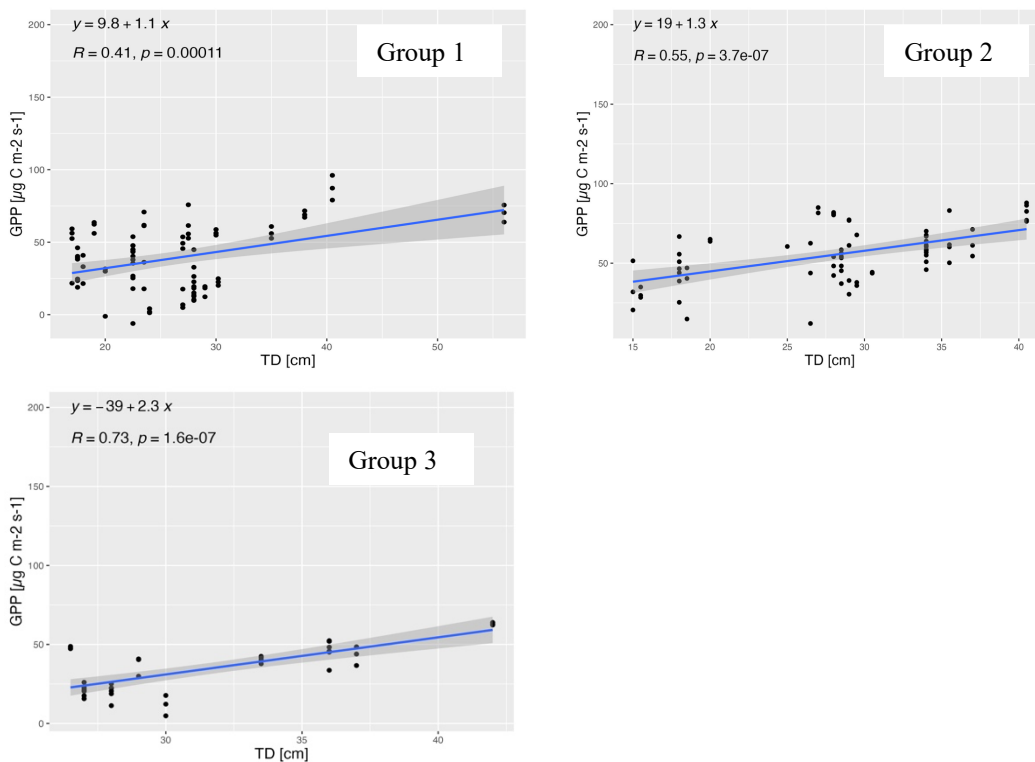 y = 9.8 + 1.1 x
R = 0.41, p = 0.00011
Group 1
GPP [µg C m-2 s-1]
200
150
100
50
0
20
30
40
50
TD [cm]
y = 19 + 1.3 x
R = 0.55, p = 3.7e-07
Group 2
GPP [µg C m-2 s-1]
200
150
100
50
15
20
25
30
35
40
TD [cm]
y = −39 + 2.3 x
R = 0.73, p = 1.6e-07
Group 3
GPP [µg C m-2 s-1]
200
150
100
50
0
30
35
40
TD [cm]